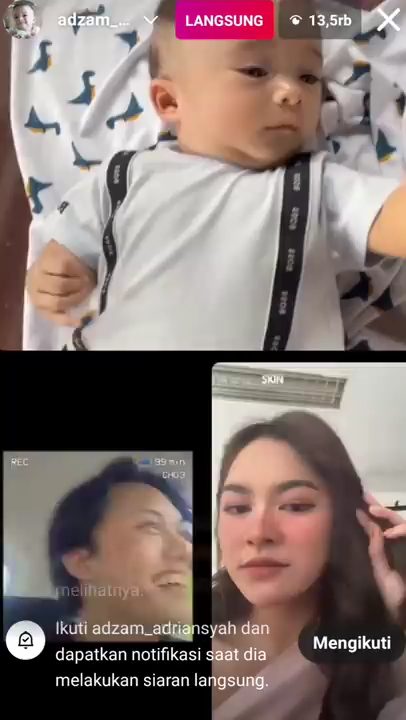 adzam_...
LANGSUNG
13,5rb
SKIN
REC
99 min
GH03
melihatnya.
Ikuti adzam_adriansyah dan
dapatkan notifikasi saat dia
melakukan siaran langsung.
Mengikuti